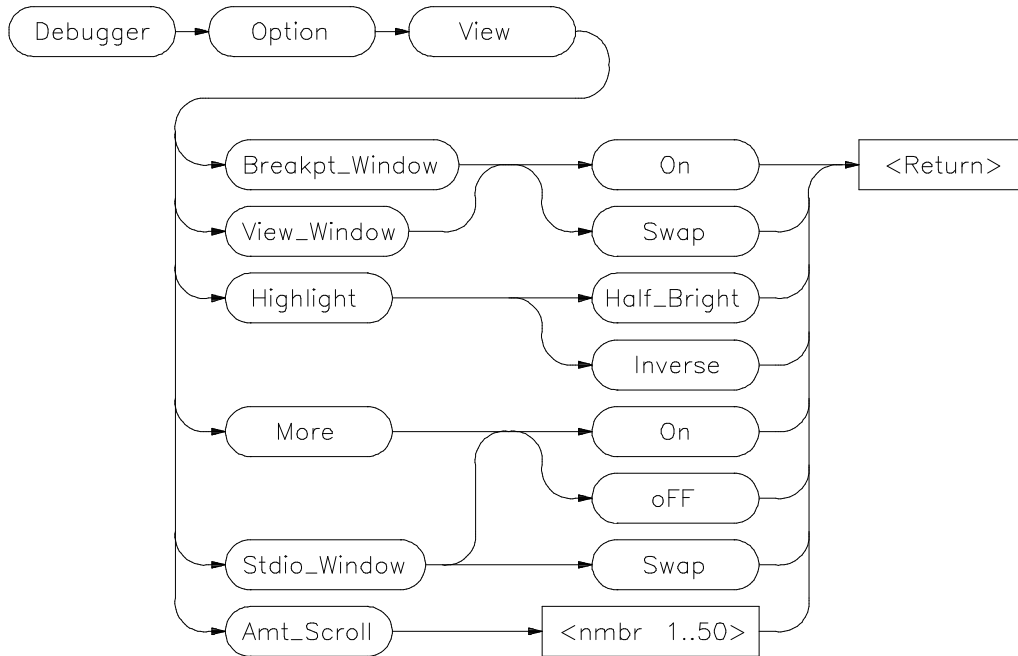 Debugger Option View
Breakpt_Window On <Return>
View_Window Swap
Highlight Half_Bright
Inverse
More On
oFF
Stdio_Window Swap
Amt_Scroll <nmbr 1..50>